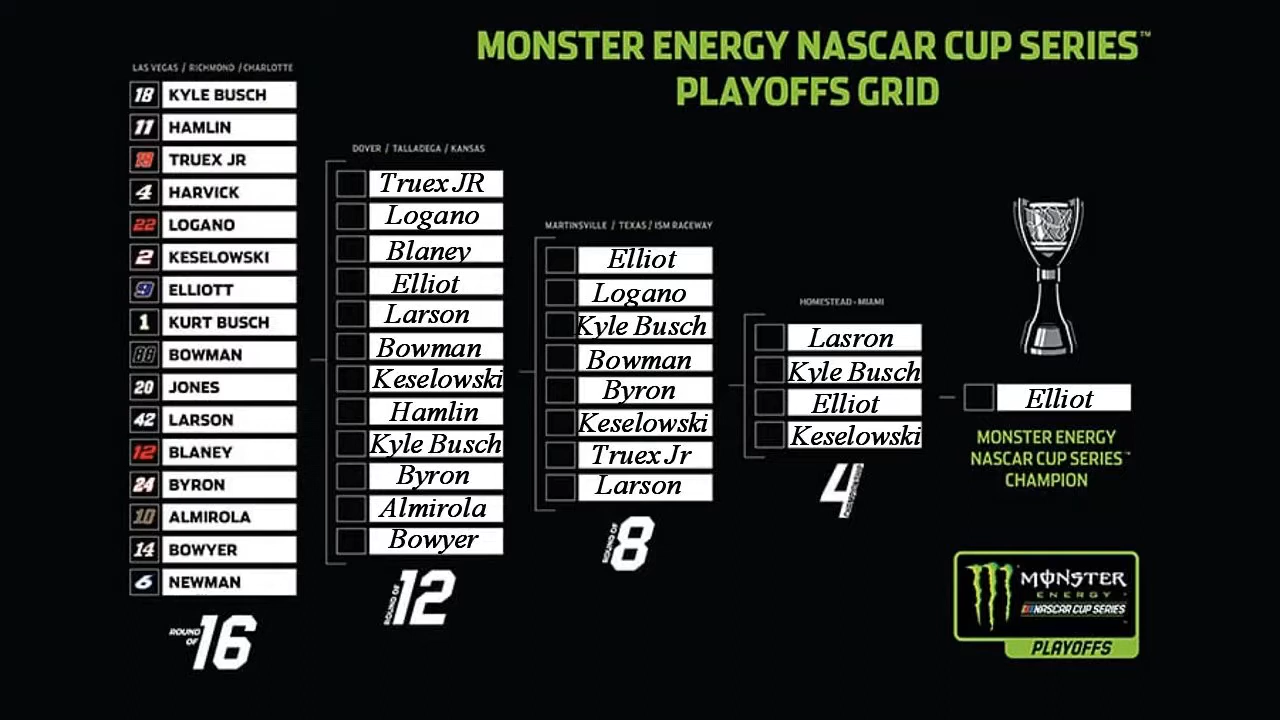 MONSTER ENERGY NASCAR CUP SERIES™
PLAYOFFS GRID
LAS VEGAS / RICHMOND / CHARLOTTE
18 KYLE BUSCH
11 HAMLIN
19 TRUEX JR
4 HARVICK
22 LOGANO
2 KESELOWSKI
9 ELLIOTT
1 KURT BUSCH
88 BOWMAN
20 JONES
42 LARSON
12 BLANEY
24 BYRON
10 ALMIROLA
14 BOWYER
6 NEWMAN
ROUND OF 16
DOVER / TALLADEGA / KANSAS
Truex JR
Logano
Blaney
Elliot
Larson
Bowman
Keselowski
Hamlin
Kyle Busch
Byron
Almirola
Bowyer
ROUND OF 12
MARTINSVILLE / TEXAS / ISM RACEWAY
Elliot
Logano
Kyle Busch
Bowman
Byron
Keselowski
Truex Jr
Larson
ROUND OF 8
HOMESTEAD - MIAMI
Lasron
Kyle Busch
Elliot
Keselowski
4
Elliot
MONSTER ENERGY
NASCAR CUP SERIES™
CHAMPION
MONSTER
ENERGY
NASCAR CUP SERIES
PLAYOFFS